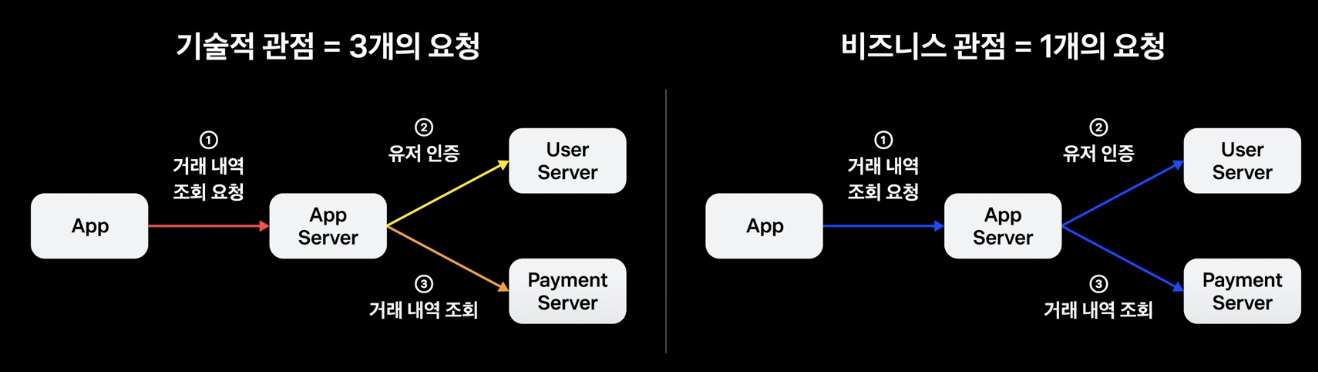 기술적 관점 = 3개의 요청
①
거래 내역
조회 요청
②
유저 인증
User
Server
App
App
Server
Payment
Server
③
거래 내역 조회
비즈니스 관점 = 1개의 요청
①
거래 내역
조회 요청
②
유저 인증
User
Server
App
App
Server
Payment
Server
③
거래 내역 조회